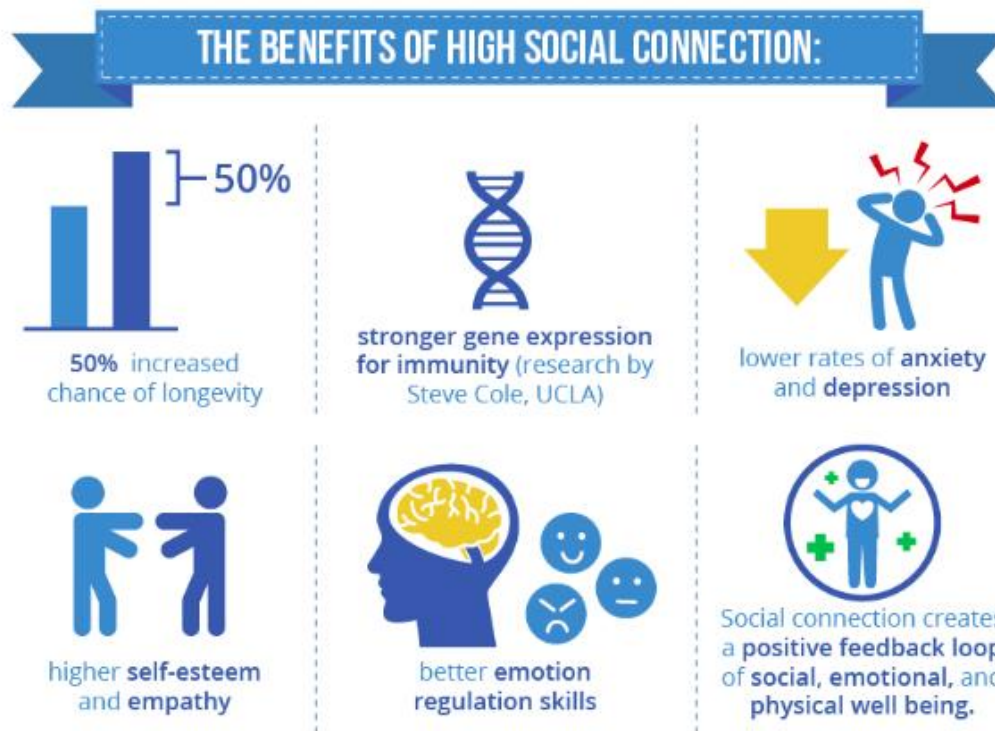 THE BENEFITS OF HIGH SOCIAL CONNECTION:
50%
50% increased
chance of longevity
stronger gene expression
for immunity (research by
Steve Cole, UCLA)
lower rates of anxiety
and depression
higher self-esteem
and empathy
better emotion
regulation skills
Social connection creates
a positive feedback loop
of social, emotional, and
physical well being.